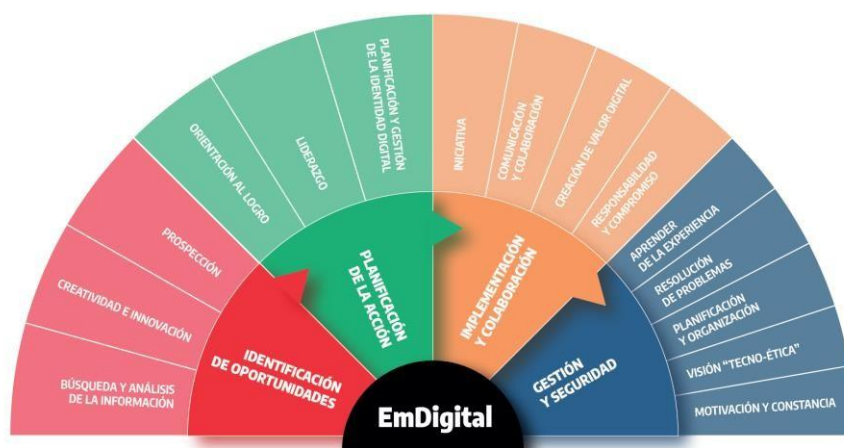 BÚSQUEDA Y ANÁLISIS
DE LA INFORMACIÓN
CREATIVIDAD E INNOVACIÓN
PROSPECCIÓN
ORIENTACIÓN AL LOGRO
LIDERAZGO
PLANIFICACIÓN Y GESTIÓN
DE LA IDENTIDAD DIGITAL
INICIATIVA
COMUNICACIÓN
Y COLABORACIÓN
CREACIÓN DE VALOR DIGITAL
RESPONSABILIDAD
Y COMPROMISO
APRENDER
DE LA EXPERIENCIA
RESOLUCIÓN
DE PROBLEMAS
PLANIFICACIÓN
Y ORGANIZACIÓN
VISIÓN “TECNO-ÉTICA”
MOTIVACIÓN Y CONSTANCIA
IDENTIFICACIÓN
DE OPORTUNIDADES
PLANIFICACIÓN
DE LA ACCIÓN
IMPLEMENTACIÓN
Y COLABORACIÓN
GESTIÓN
Y SEGURIDAD
EmDigital